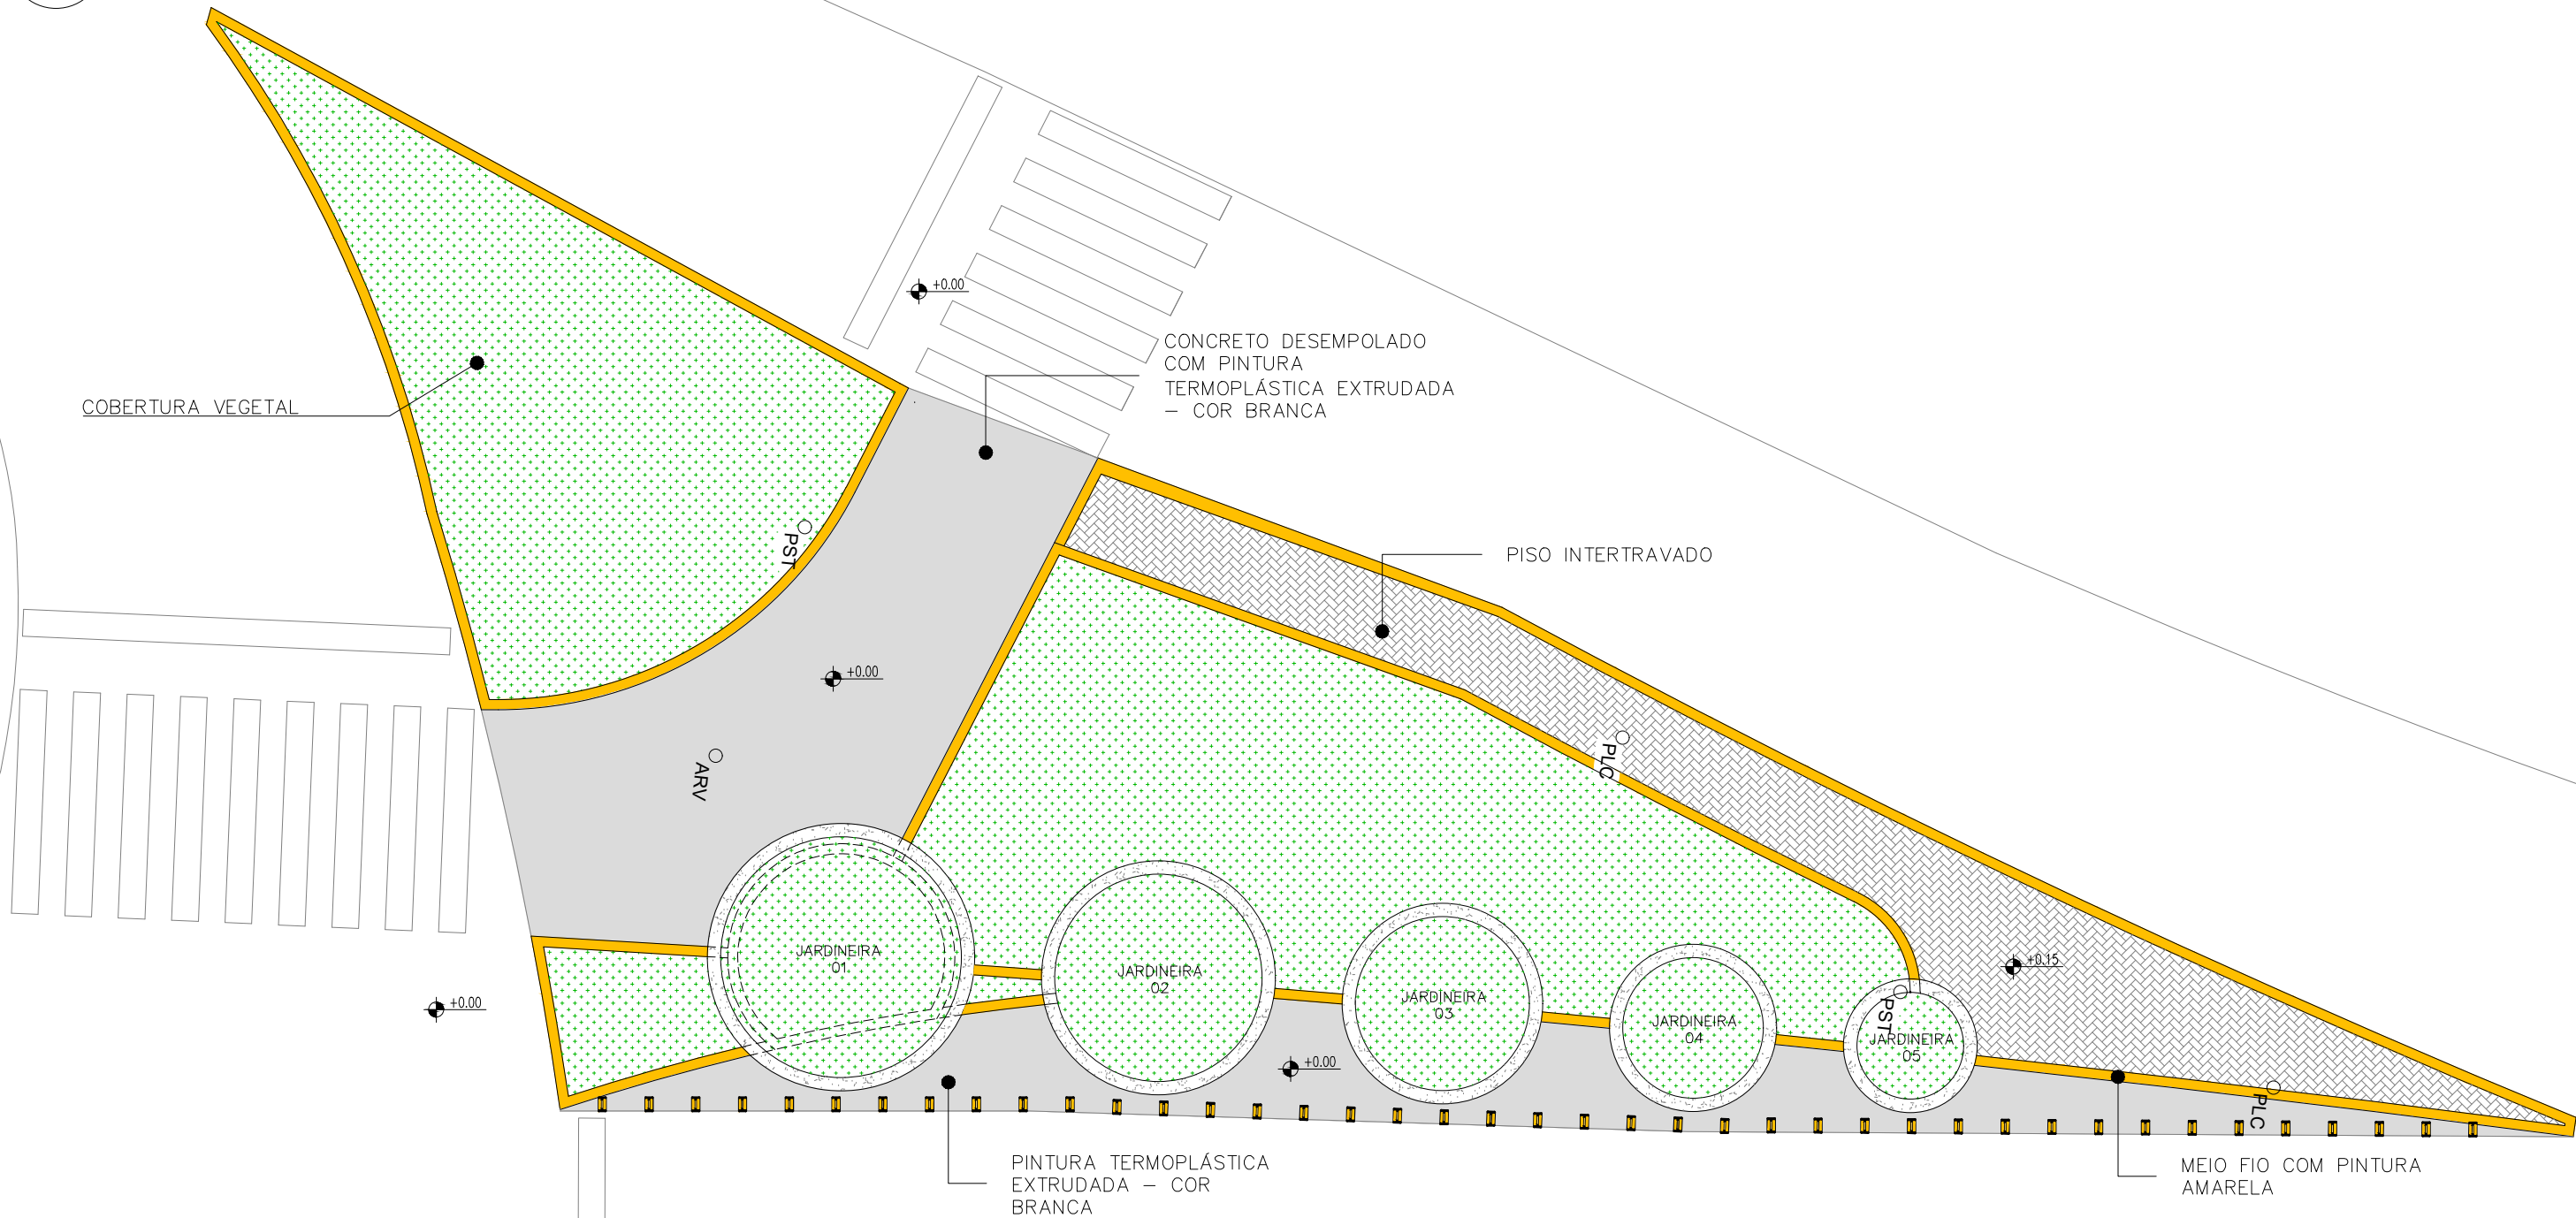 +0.00
CONCRETO DESEMPOLADO
COM PINTURA
TERMOPLÁSTICA EXTRUDADA
– COR BRANCA
COBERTURA VEGETAL
PST
PISO INTERTRAVADO
+0.00
ARV
PLC
JARDINEIRA
01
JARDINEIRA
02
JARDINEIRA
03
JARDINEIRA
04
PST
JARDINEIRA
05
+0.15
+0.00
+0.00
PLC
PINTURA TERMOPLÁSTICA
EXTRUDADA – COR
BRANCA
MEIO FIO COM PINTURA
AMARELA